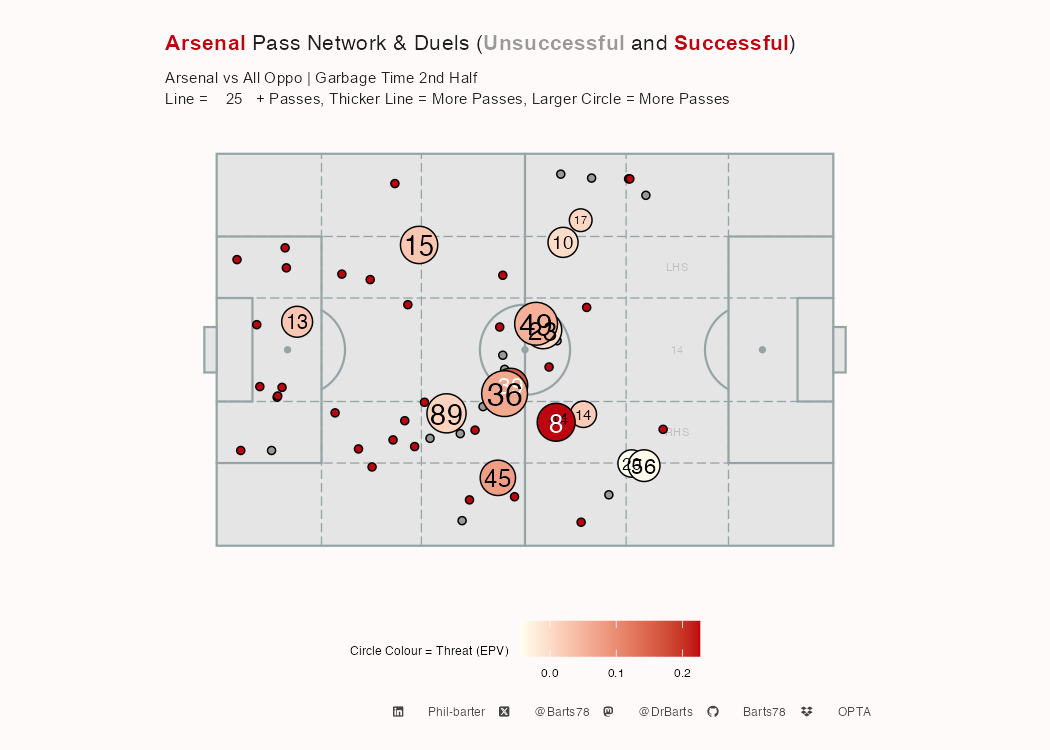 Arsenal Pass Network & Duels (Unsuccessful and Successful)
Arsenal vs All Oppo | Garbage Time 2nd Half
Line = 25 + Passes, Thicker Line = More Passes, Larger Circle = More Passes
17
15
10
LHS
13
49
23
14
36
89
8
14
RHS
56
45
Circle Colour = Threat (EPV)
0.0 0.1 0.2
Phil-barter @Barts78 @DrBarts Barts78 OPTA